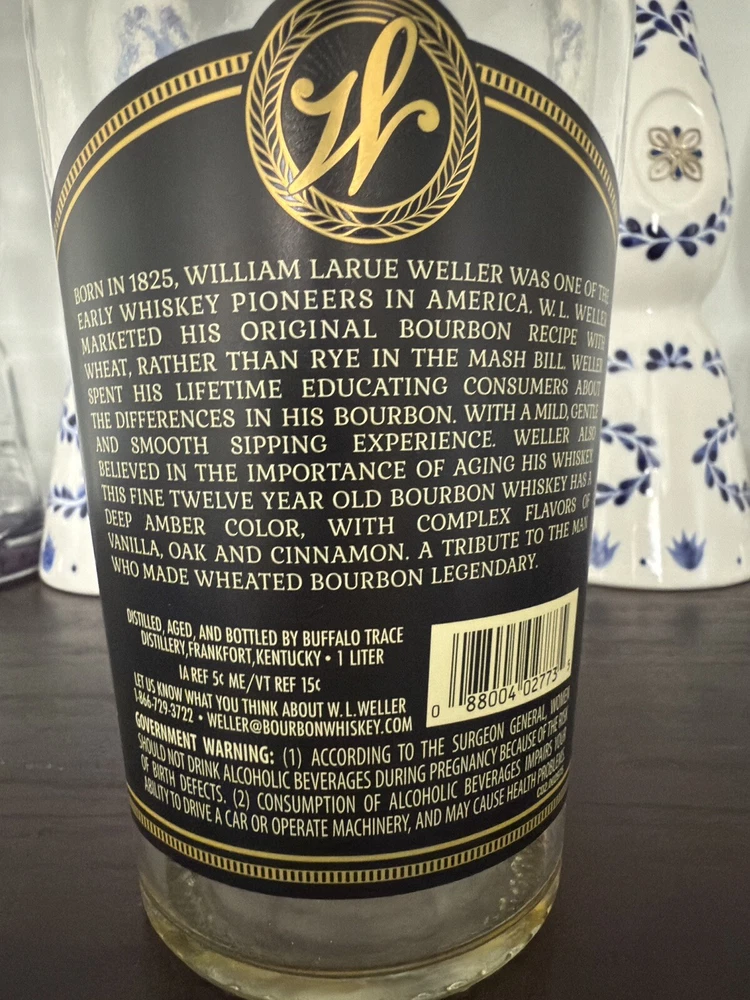 W
BORN IN 1825, WILLIAM LARUE WELLER WAS ONE OF THE
EARLY WHISKEY PIONEERS IN AMERICA. W. L. WELLER
MARKETED HIS ORIGINAL BOURBON RECIPE WITH
WHEAT, RATHER THAN RYE IN THE MASH BILL. WELLER
SPENT HIS LIFETIME EDUCATING CONSUMERS ABOUT
THE DIFFERENCES IN HIS BOURBON. WITH A MILD, GENTLE
AND SMOOTH SIPPING EXPERIENCE. WELLER ALSO
BELIEVED IN THE IMPORTANCE OF AGING HIS WHISKEY.
THIS FINE TWELVE YEAR OLD BOURBON WHISKEY HAS A
DEEP AMBER COLOR, WITH COMPLEX FLAVORS OF
VANILLA, OAK AND CINNAMON. A TRIBUTE TO THE MAN
WHO MADE WHEATED BOURBON LEGENDARY.
DISTILLED, AGED, AND BOTTLED BY BUFFALO TRACE
DISTILLERY, FRANKFORT, KENTUCKY • 1 LITER
IA REF 5¢ ME/VT REF 15¢
LET US KNOW WHAT YOU THINK ABOUT W. L. WELLER
1-866-729-3722 • WELLER@BOURBONWHISKEY.COM
0 88004 02773 5
GOVERNMENT WARNING: (1) ACCORDING TO THE SURGEON GENERAL, WOMEN
SHOULD NOT DRINK ALCOHOLIC BEVERAGES DURING PREGNANCY BECAUSE OF THE RISK
OF BIRTH DEFECTS. (2) CONSUMPTION OF ALCOHOLIC BEVERAGES IMPAIRS YOUR
ABILITY TO DRIVE A CAR OR OPERATE MACHINERY, AND MAY CAUSE HEALTH PROBLEMS.